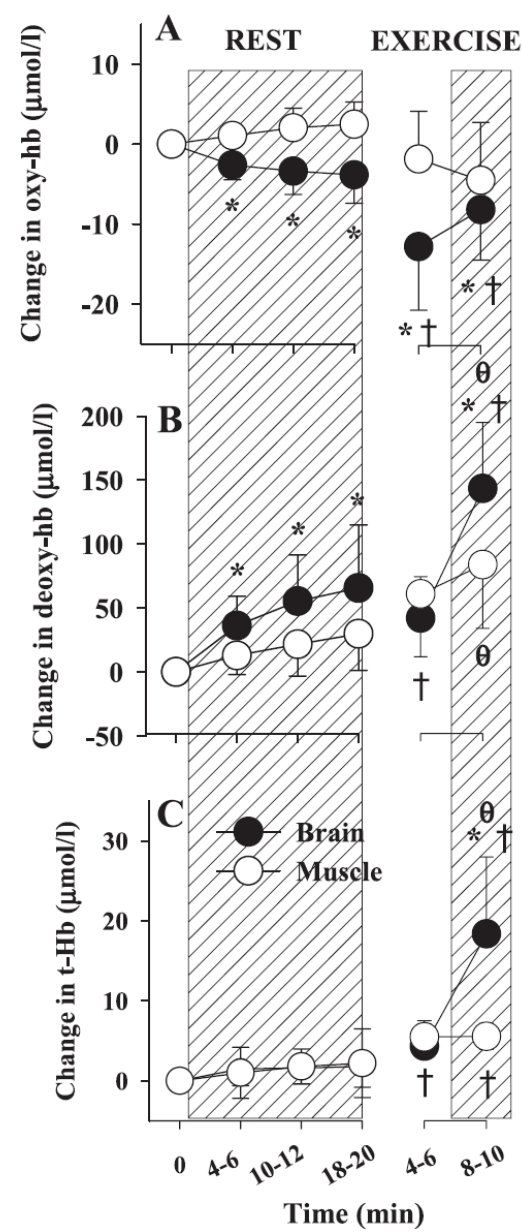 A
REST EXERCISE
Change in oxy-hb (μmol/l)
10
0
-10
-20
* * *
* † * †
B
Change in deoxy-hb (μmol/l)
200
150
100
50
0
-50
* * *
θ
* †
†
θ
C
Change in t-Hb (μmol/l)
30
20
10
0
Brain
Muscle
θ
* †
† †
0 4-6 10-12 18-20 4-6 8-10
Time (min)